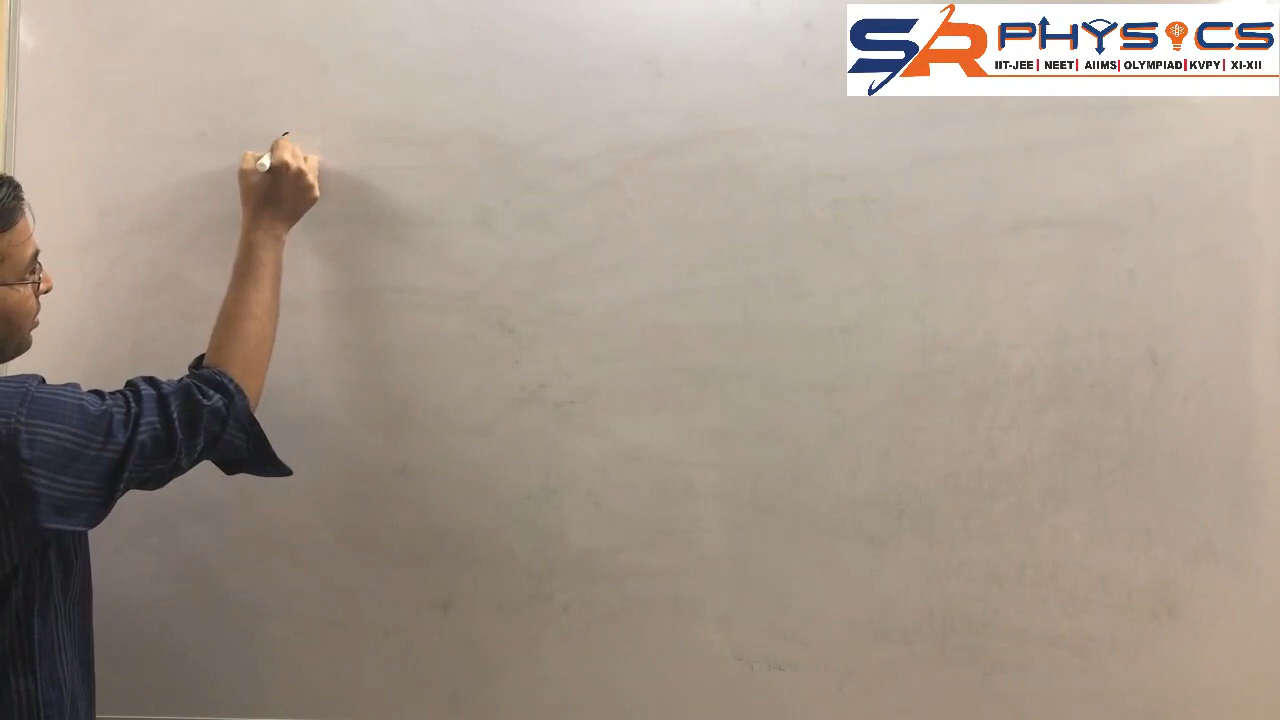 SR PHYSICS
IIT-JEE | NEET | AIIMS | OLYMPIAD | KVPY | XI-XII